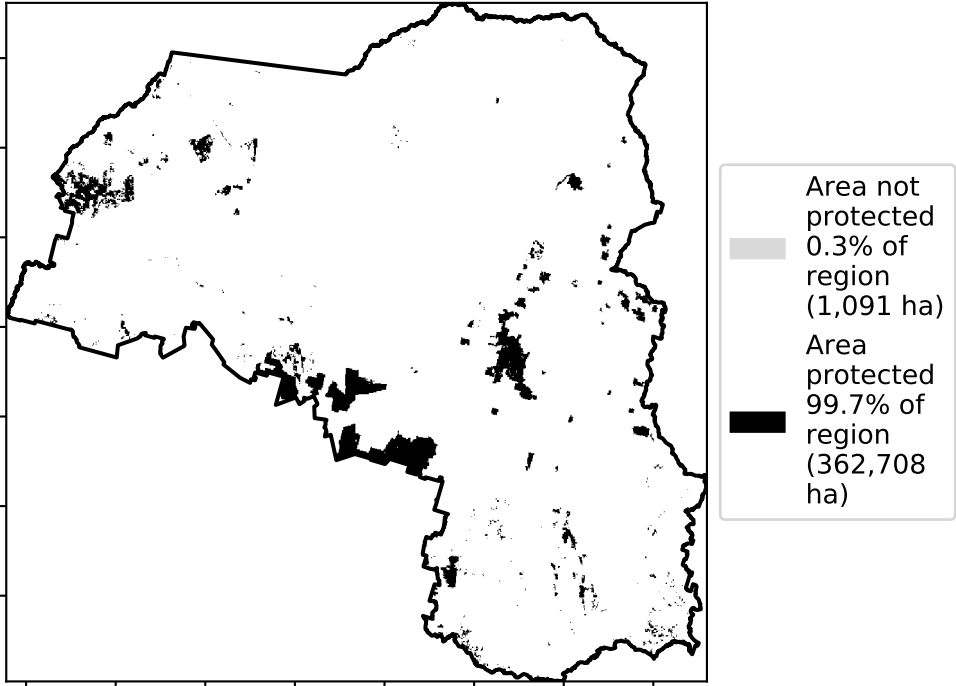 Area not
protected
0.3% of
region
(1,091 ha)
Area
protected
99.7% of
region
(362,708
ha)